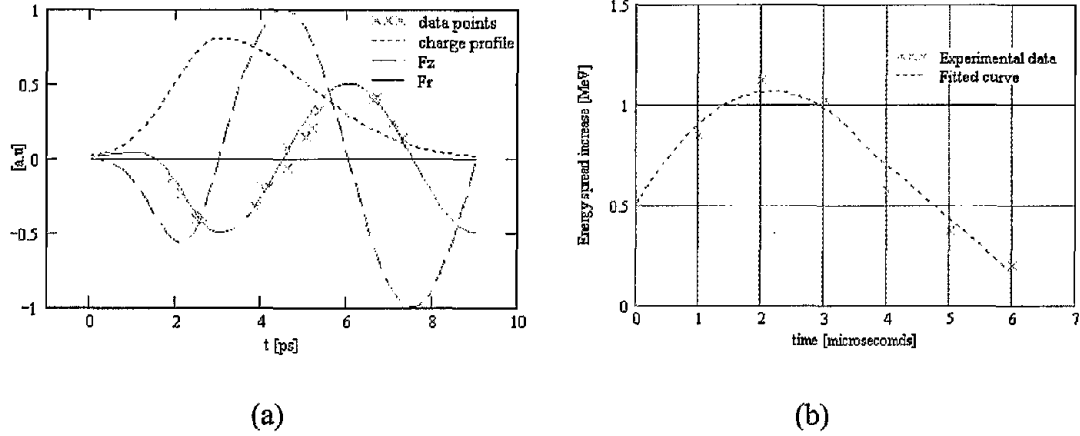 1
0.5
0
−0.5
−1
[a.u]
0
2
4
6
8
10
t [ps]
data points
charge profile
Fz
Fr
(a)
1.5
1
0.5
0
Energy spread increase [MeV]
0
1
2
3
4
5
6
7
time [microseconds]
Experimental data
Fitted curve
(b)